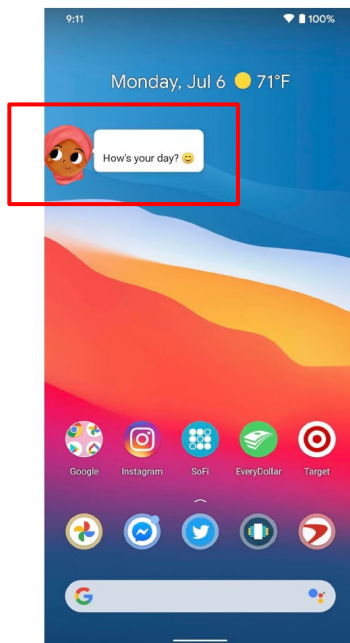 9:11 100%
Monday, Jul 6 71°F
How's your day? 😄
Google Instagram SoFi EveryDollar Target
G